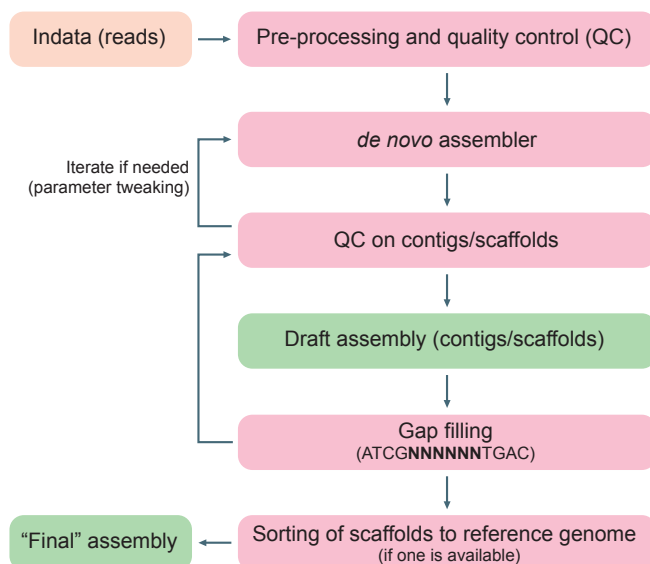 Indata (reads)
Pre-processing and quality control (QC)
de novo assembler
Iterate if needed
(parameter tweaking)
QC on contigs/scaffolds
Draft assembly (contigs/scaffolds)
Gap filling
(ATCGNNNNNNTGAC)
Sorting of scaffolds to reference genome
(if one is available)
“Final” assembly